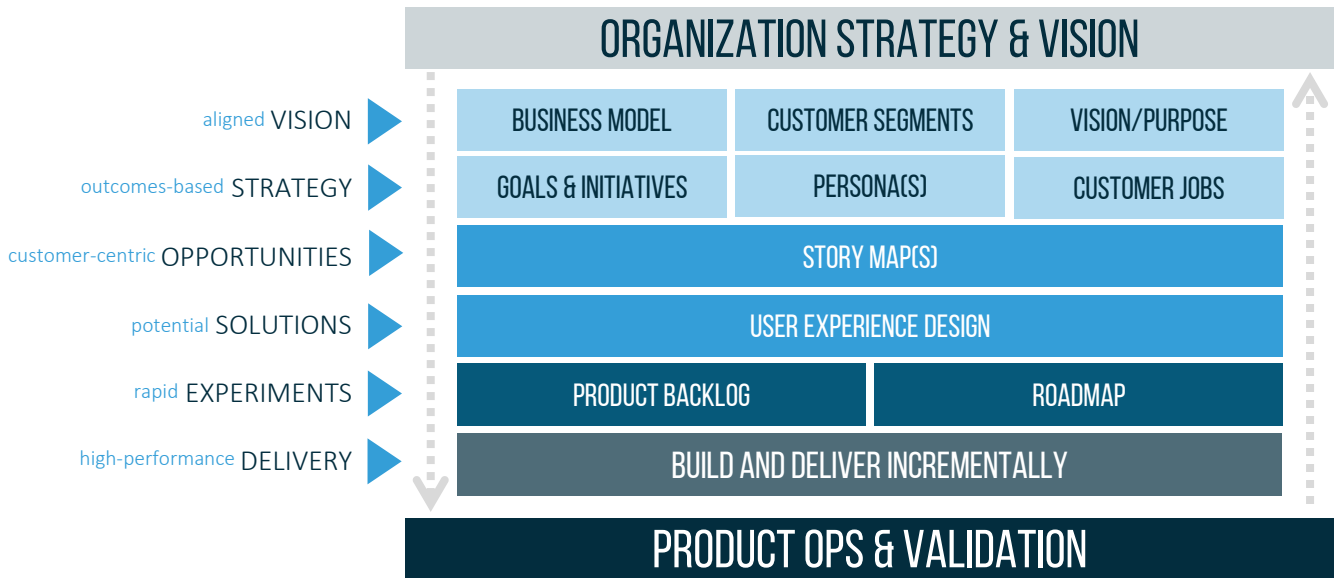 ORGANIZATION STRATEGY & VISION
aligned VISION
BUSINESS MODEL
CUSTOMER SEGMENTS
VISION/PURPOSE
outcomes-based STRATEGY
GOALS & INITIATIVES
PERSONA(S)
CUSTOMER JOBS
customer-centric OPPORTUNITIES
STORY MAP(S)
potential SOLUTIONS
USER EXPERIENCE DESIGN
rapid EXPERIMENTS
PRODUCT BACKLOG
ROADMAP
high-performance DELIVERY
BUILD AND DELIVER INCREMENTALLY
PRODUCT OPS & VALIDATION